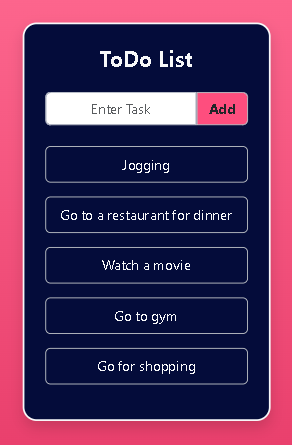 ToDo List
Enter Task
Add
Jogging
Go to a restaurant for dinner
Watch a movie
Go to gym
Go for shopping